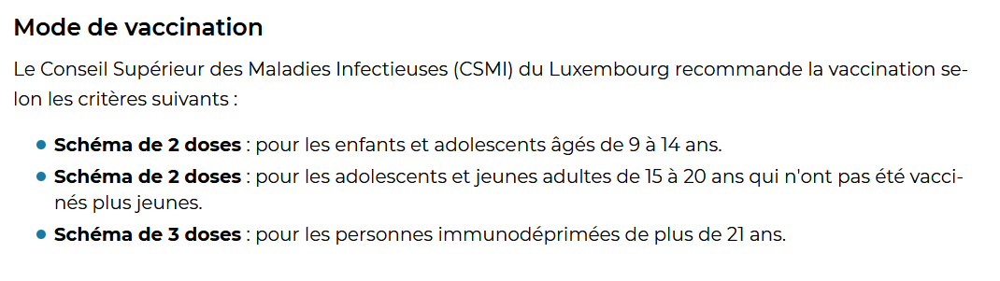 Mode de vaccination
Le Conseil Supérieur des Maladies Infectieuses (CSMI) du Luxembourg recommande la vaccination se-
lon les critères suivants :
• Schéma de 2 doses : pour les enfants et adolescents âgés de 9 à 14 ans.
• Schéma de 2 doses : pour les adolescents et jeunes adultes de 15 à 20 ans qui n'ont pas été vacci-
nés plus jeunes.
• Schéma de 3 doses : pour les personnes immunodéprimées de plus de 21 ans.